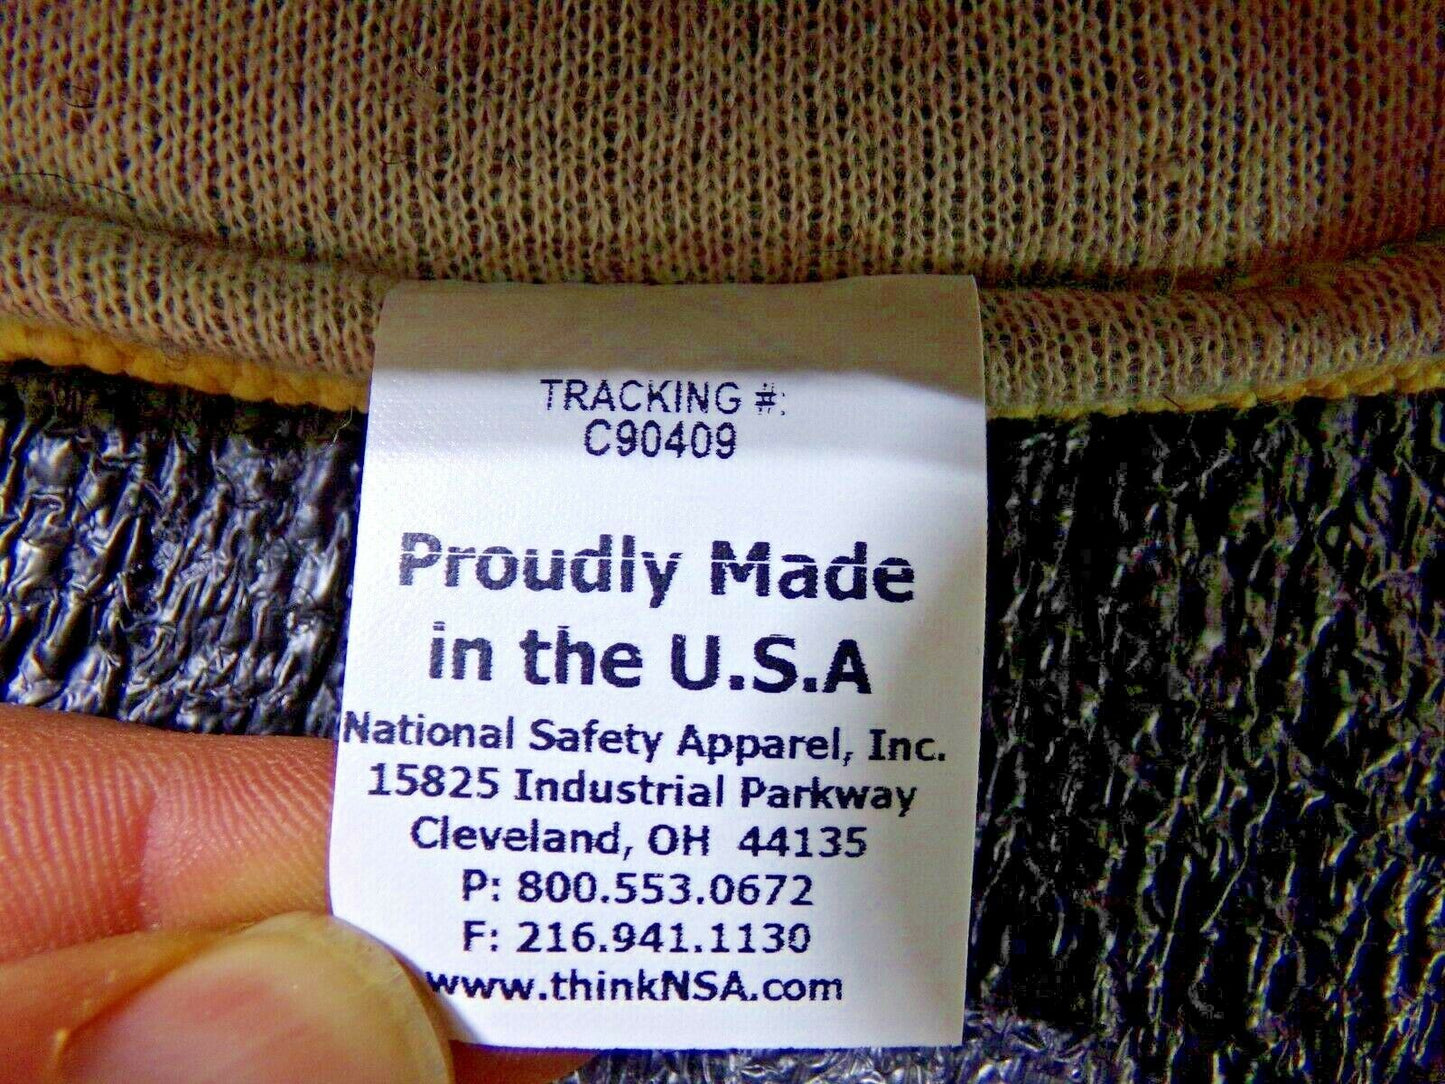 TRACKING #:
C90409
Proudly Made
in the U.S.A
National Safety Apparel, Inc.
15825 Industrial Parkway
Cleveland, OH 44135
P: 800.553.0672
F: 216.941.1130
www.thinkNSA.com